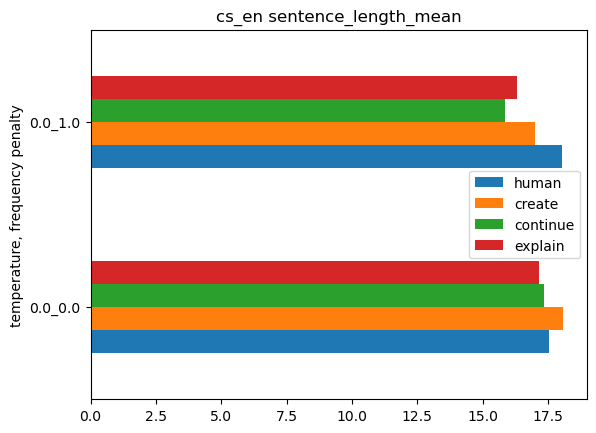 cs_en sentence_length_mean
temperature, frequency penalty
0.0_1.0
0.0_0.0
human
create
continue
explain
0.0 2.5 5.0 7.5 10.0 12.5 15.0 17.5